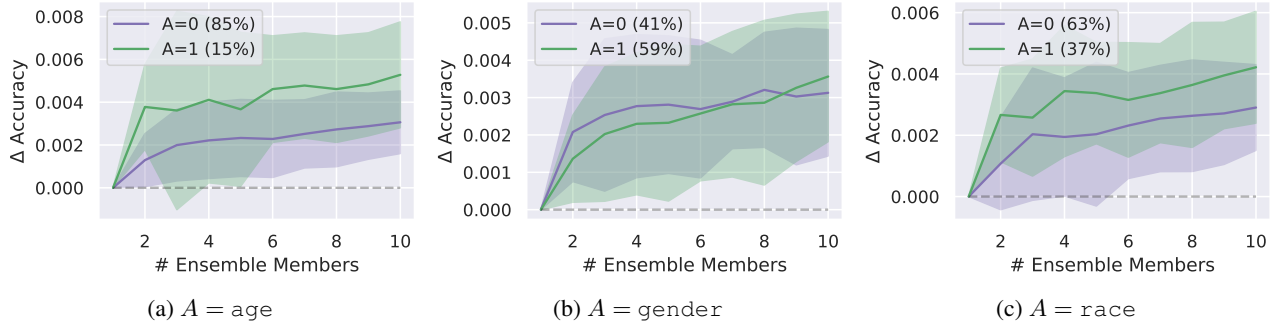 A=0 (85%)
A=1 (15%)
0.008
0.006
0.004
0.002
0.000
Δ Accuracy
2 4 6 8 10
# Ensemble Members
(a) A = age
A=0 (41%)
A=1 (59%)
0.005
0.004
0.003
0.002
0.001
0.000
Δ Accuracy
2 4 6 8 10
# Ensemble Members
(b) A = gender
A=0 (63%)
A=1 (37%)
0.006
0.004
0.002
0.000
Δ Accuracy
2 4 6 8 10
# Ensemble Members
(c) A = race